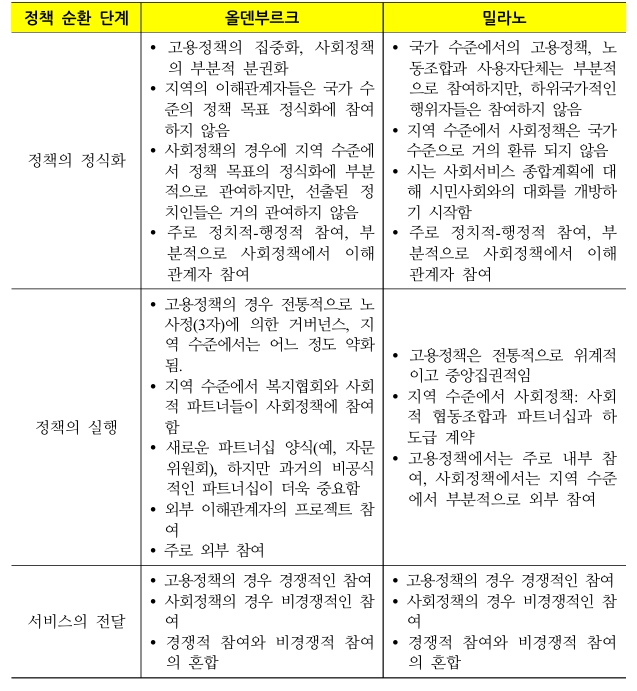 정책 순환 단계
올덴부르크
밀라노
정책의 정식화
• 고용정책의 집중화, 사회정책
의 부분적 분권화
• 지역의 이해관계자들은 국가 수
준의 정책 목표 정식화에 참여
하지 않음
• 사회정책의 경우에 지역 수준에
서 정책 목표의 정식화에 부분
적으로 관여하지만, 선출된 정
치인들은 거의 관여하지 않음
• 주로 정치적-행정적 참여, 부
분적으로 사회정책에서 이해
관계자 참여
• 국가 수준에서의 고용정책, 노
동조합과 사용자단체는 부분적
으로 참여하지만, 하위국가적인
행위자들은 참여하지 않음
• 지역 수준에서 사회정책은 국가
수준으로 거의 환류 되지 않음
• 시는 사회서비스 종합계획에 대
해 시민사회와의 대화를 개방하
기 시작함
• 주로 정치적-행정적 참여, 부
분적으로 사회정책에서 이해
관계자 참여
정책의 실행
• 고용정책의 경우 전통적으로 노
사정(3자)에 의한 거버넌스, 지
역 수준에서는 어느 정도 약화
됨.
• 지역 수준에서 복지협회와 사회
적 파트너들이 사회정책에 참여
함
• 새로운 파트너십 양식(예, 자문
위원회), 하지만 과거의 비공식
적인 파트너십이 더욱 중요함
• 외부 이해관계자의 프로젝트 참
여
• 주로 외부 참여
• 고용정책은 전통적으로 위계적
이고 중앙집권적임
• 지역 수준에서 사회정책: 사회
적 협동조합과 파트너십과 하
도급 계약
• 고용정책에서는 주로 내부 참
여, 사회정책에서는 지역 수준
에서 부분적으로 외부 참여
서비스의 전달
• 고용정책의 경우 경쟁적인 참여
• 사회정책의 경우 비경쟁적인 참
여
• 경쟁적 참여와 비경쟁적 참여
의 혼합
• 고용정책의 경우 경쟁적인 참여
• 사회정책의 경우 비경쟁적인 참
여
• 경쟁적 참여와 비경쟁적 참여
의 혼합